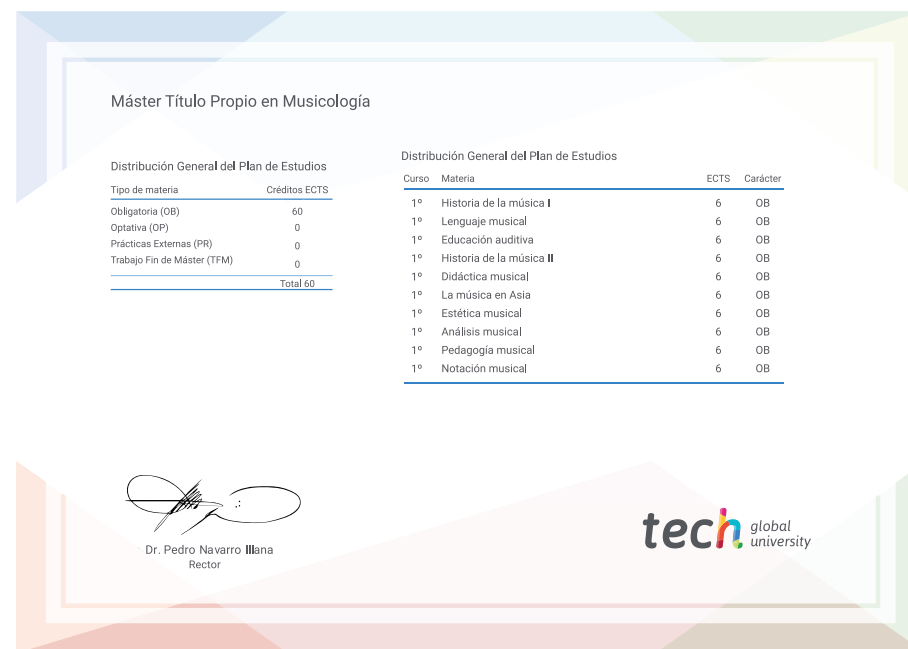 Máster Título Propio en Musicología
Distribución General del Plan de Estudios
Tipo de materia Créditos ECTS
Obligatoria (OB) 60
Optativa (OP) 0
Prácticas Externas (PR) 0
Trabajo Fin de Máster (TFM) 0
Total 60
Distribución General del Plan de Estudios
Curso Materia ECTS Carácter
1º Historia de la música I 6 OB
1º Lenguaje musical 6 OB
1º Educación auditiva 6 OB
1º Historia de la música II 6 OB
1º Didáctica musical 6 OB
1º La música en Asia 6 OB
1º Estética musical 6 OB
1º Análisis musical 6 OB
1º Pedagogía musical 6 OB
1º Notación musical 6 OB
Dr. Pedro Navarro Illana
Rector
tech global
university